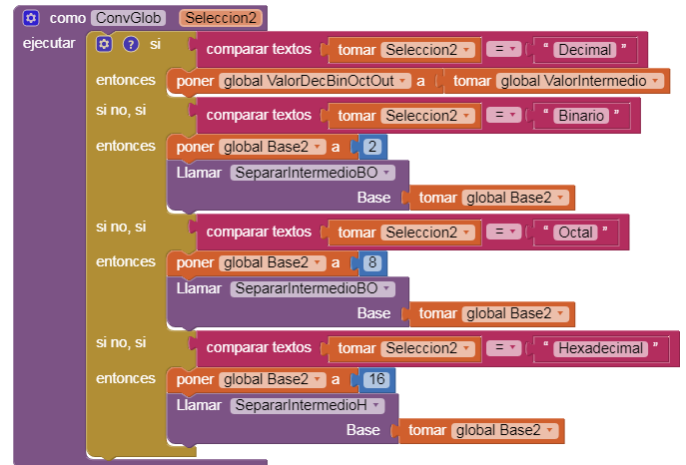 como ConvGlob Seleccion2
ejecutar ? si comparar textos tomar Seleccion2 = " Decimal "
entonces poner global ValorDecBinOctOut a tomar global ValorIntermedio
si no, si comparar textos tomar Seleccion2 = " Binario "
entonces poner global Base2 a 2
Llamar SepararIntermedioBO
Base tomar global Base2
si no, si comparar textos tomar Seleccion2 = " Octal "
entonces poner global Base2 a 8
Llamar SepararIntermedioBO
Base tomar global Base2
si no, si comparar textos tomar Seleccion2 = " Hexadecimal "
entonces poner global Base2 a 16
Llamar SepararIntermedioH
Base tomar global Base2